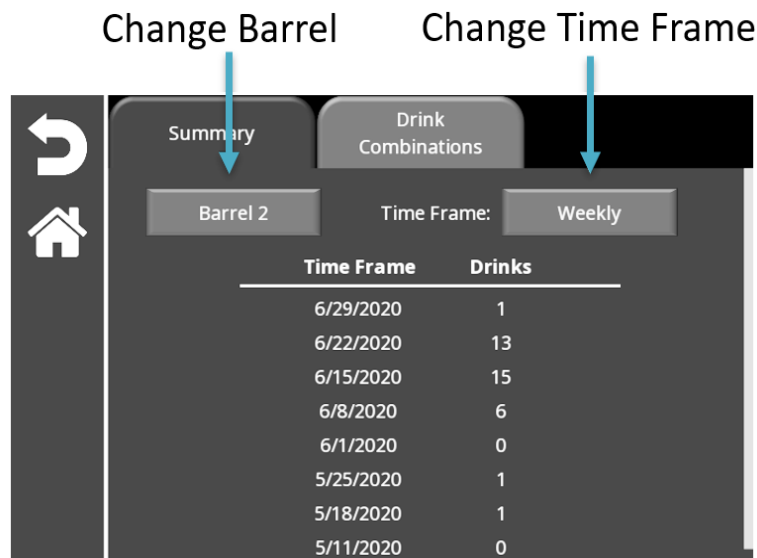 Change Barrel Change Time Frame
Summary Drink Combinations
Barrel 2 Time Frame: Weekly
Time Frame Drinks
6/29/2020 1
6/22/2020 13
6/15/2020 15
6/8/2020 6
6/1/2020 0
5/25/2020 1
5/18/2020 1
5/11/2020 0